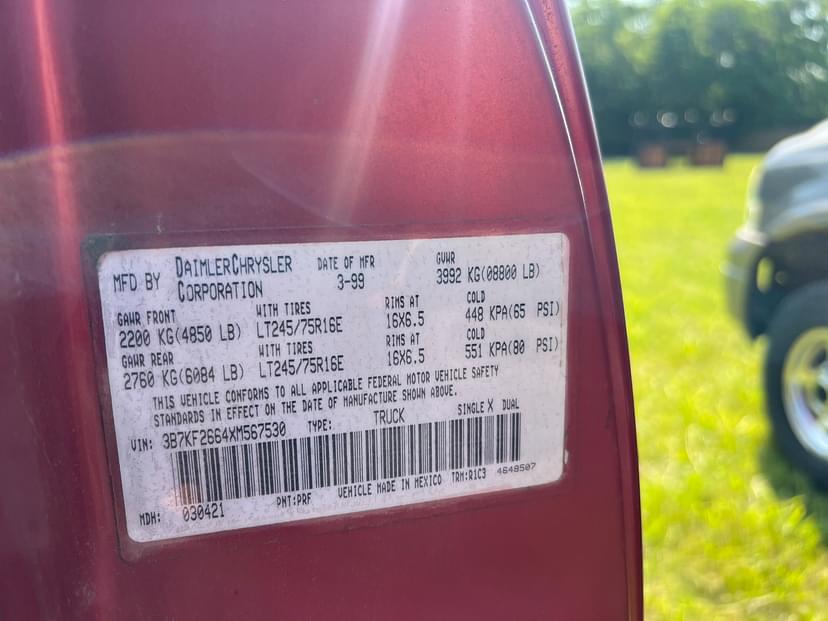 MFD BY DAIMLERCHRYSLER CORPORATION DATE OF MFR 3-99 GVWR 3992 KG(08800 LB)
GAWR FRONT WITH TIRES RIMS AT COLD
2200 KG(4850 LB) LT245/75R16E 16X6.5 448 KPA(65 PSI)
GAWR REAR WITH TIRES RIMS AT COLD
2760 KG(6084 LB) LT245/75R16E 16X6.5 551 KPA(80 PSI)
THIS VEHICLE CONFORMS TO ALL APPLICABLE FEDERAL MOTOR VEHICLE SAFETY
STANDARDS IN EFFECT ON THE DATE OF MANUFACTURE SHOWN ABOVE.
VIN: 3B7KF2664XM567530 TYPE: TRUCK SINGLE X DUAL
MDH: 030421 PNT:PRF VEHICLE MADE IN MEXICO TRM:R1C3 4648507